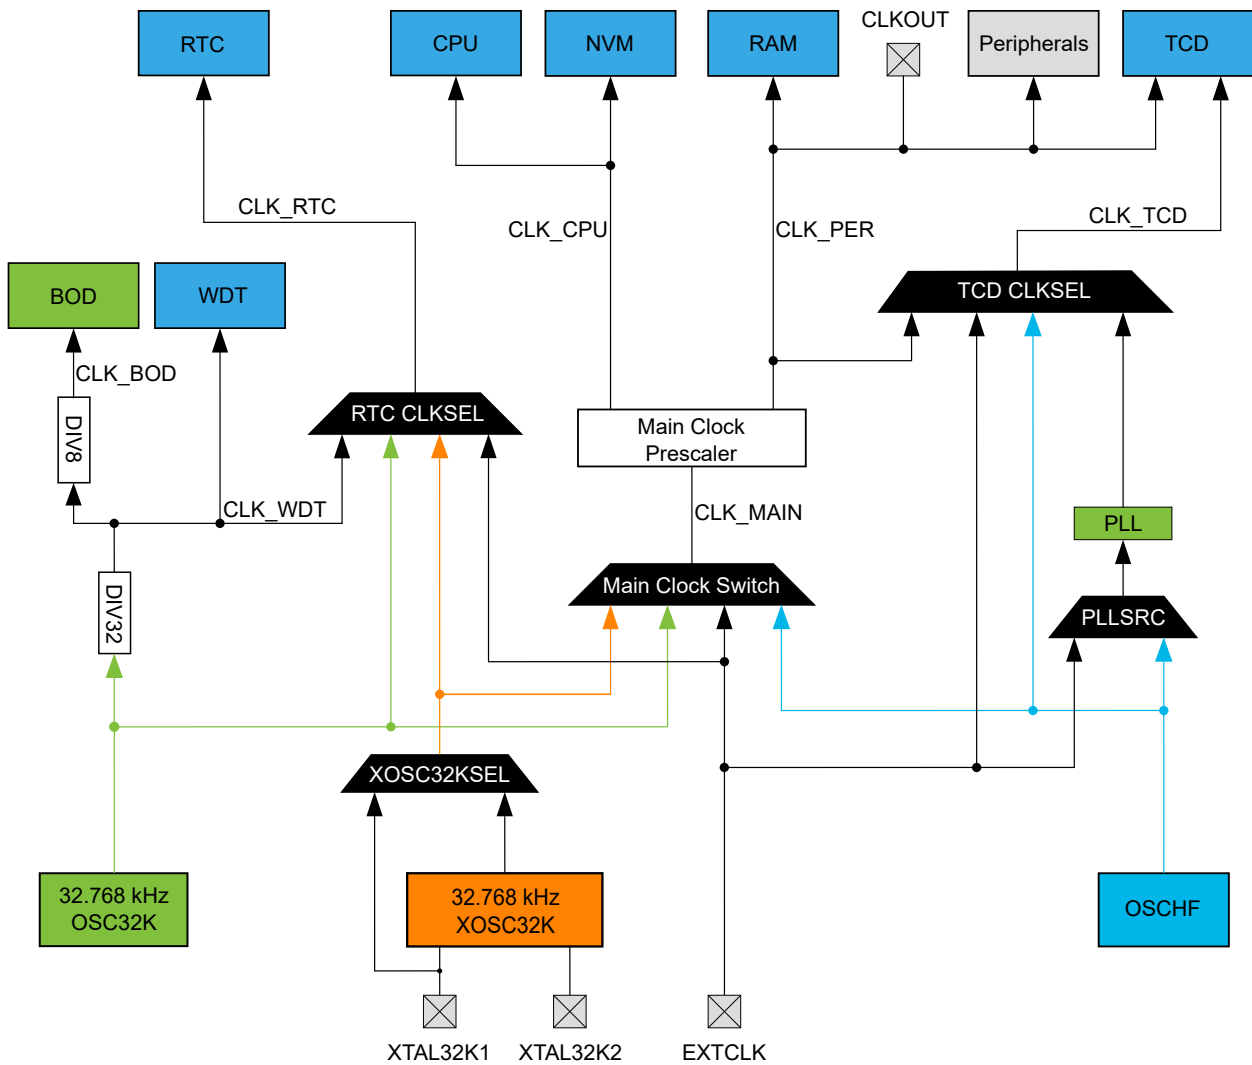 CLKOUT
RTC
CPU
NVM
RAM
Peripherals
TCD
CLK_RTC
CLK_CPU
CLK_PER
CLK_TCD
BOD
WDT
TCD CLKSEL
CLK_BOD
RTC CLKSEL
Main Clock
Prescaler
DIV8
CLK_WDT
CLK_MAIN
PLL
DIV32
Main Clock Switch
PLLSRC
XOSC32KSEL
32.768 kHz
OSC32K
32.768 kHz
XOSC32K
OSCHF
XTAL32K1
XTAL32K2
EXTCLK